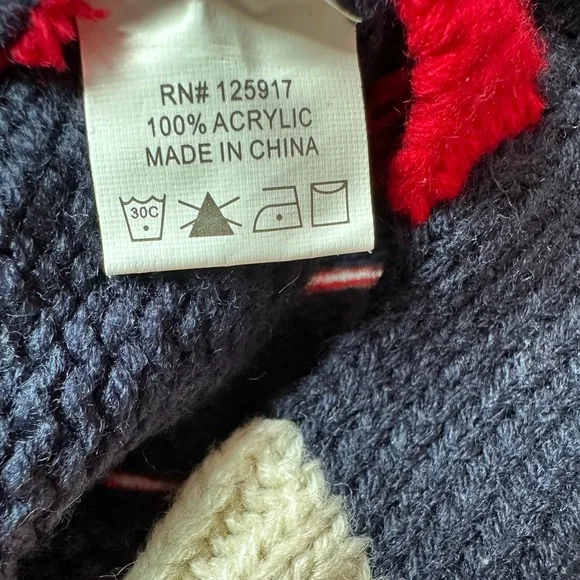 RN# 125917
100% ACRYLIC
MADE IN CHINA
30C